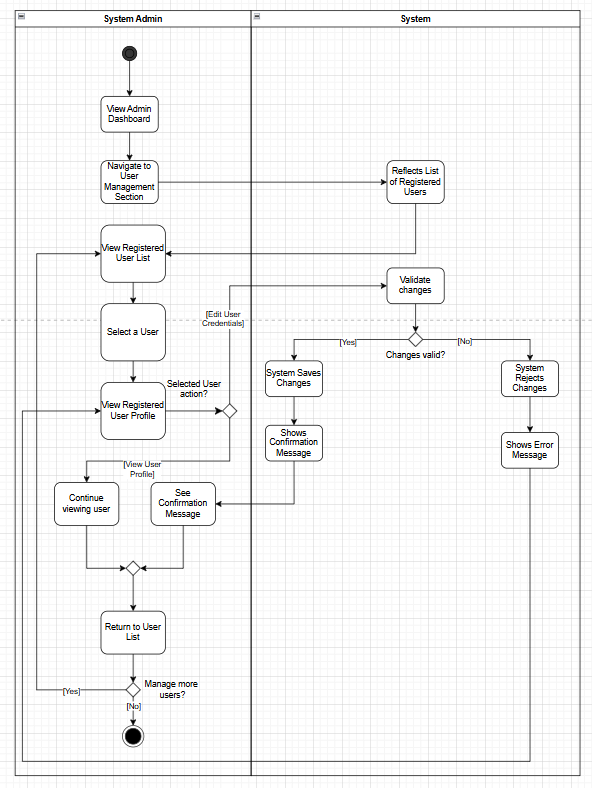 System Admin
System
View Admin
Dashboard
Navigate to
User
Management
Section
Reflects List
of Registered
Users
View Registered
User List
Validate
changes
[Edit User
Credentials]
Select a User
[Yes]
[No]
Changes valid?
System Saves
Changes
System
Rejects
Changes
Selected User
action?
View Registered
User Profile
Shows
Confirmation
Message
Shows Error
Message
[View User
Profile]
Continue
viewing user
See
Confirmation
Message
Return to User
List
Manage more
users?
[Yes]
[No]